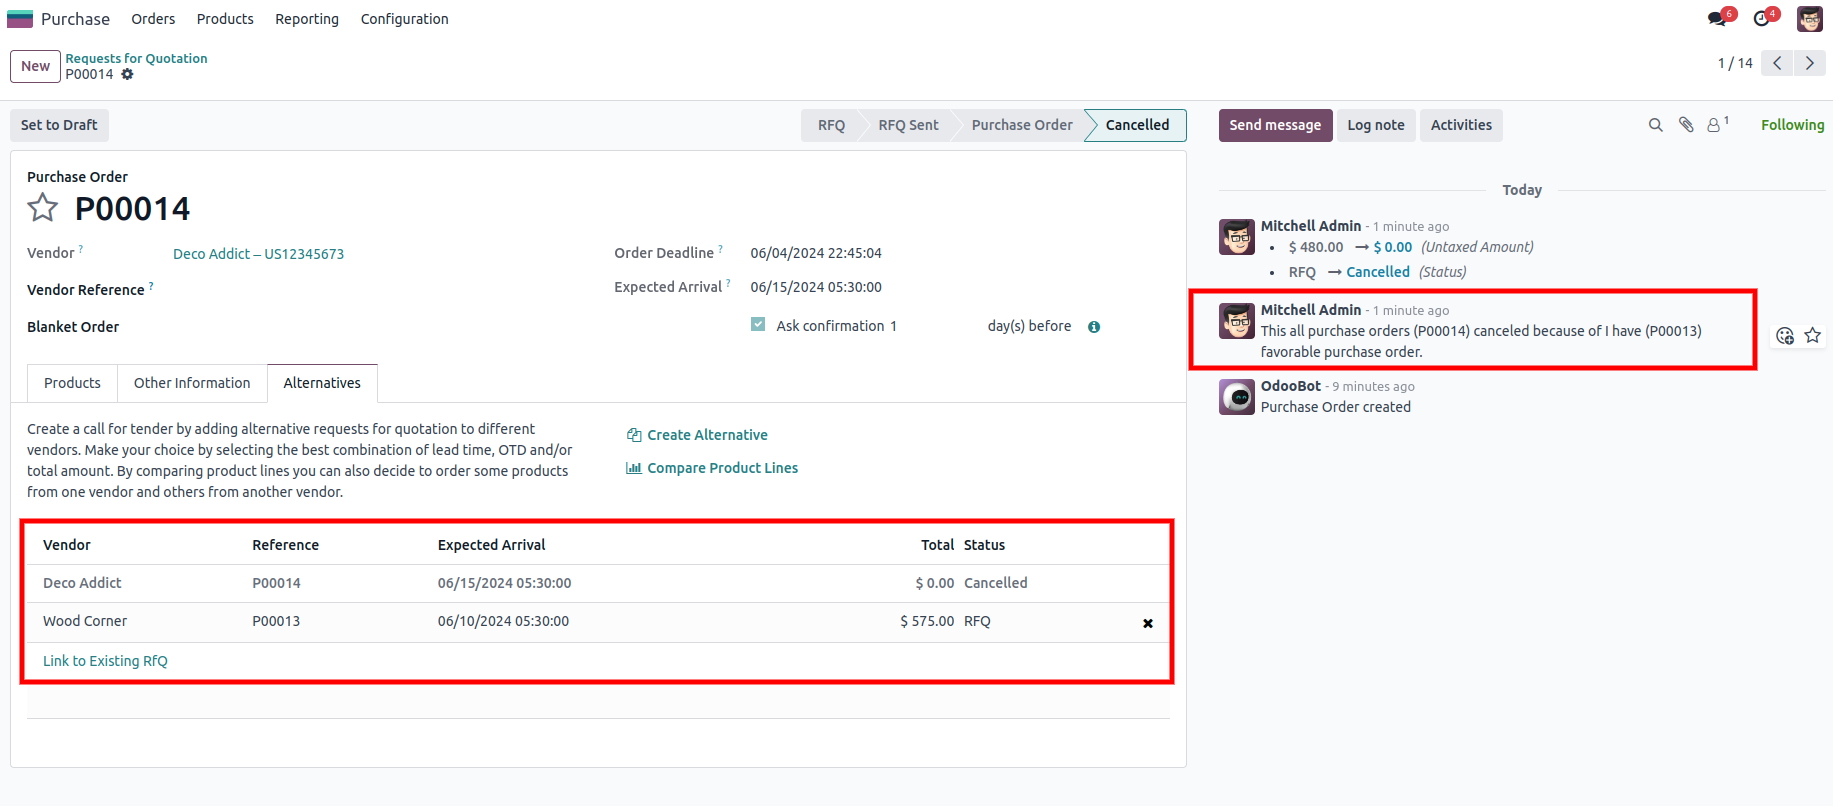 Purchase Orders Products Reporting Configuration 6 4
New Requests for Quotation
P00014
1 / 14
Set to Draft RFQ RFQ Sent Purchase Order Cancelled Send message Log note Activities 1 Following
Purchase Order
P00014
Vendor ? Deco Addict – US12345673
Vendor Reference ?
Blanket Order
Order Deadline ? 06/04/2024 22:45:04
Expected Arrival ? 06/15/2024 05:30:00
Ask confirmation 1 day(s) before
Products Other Information Alternatives
Create a call for tender by adding alternative requests for quotation to different
vendors. Make your choice by selecting the best combination of lead time, OTD and/or
total amount. By comparing product lines you can also decide to order some products
from one vendor and others from another vendor.
Create Alternative
Compare Product Lines
Vendor Reference Expected Arrival Total Status
Deco Addict P00014 06/15/2024 05:30:00 $ 0.00 Cancelled
Wood Corner P00013 06/10/2024 05:30:00 $ 575.00 RFQ
Link to Existing RfQ
Today
Mitchell Admin - 1 minute ago
$ 480.00 → $ 0.00 (Untaxed Amount)
RFQ → Cancelled (Status)
Mitchell Admin - 1 minute ago
This all purchase orders (P00014) canceled because of I have (P00013)
favorable purchase order.
OdooBot - 9 minutes ago
Purchase Order created